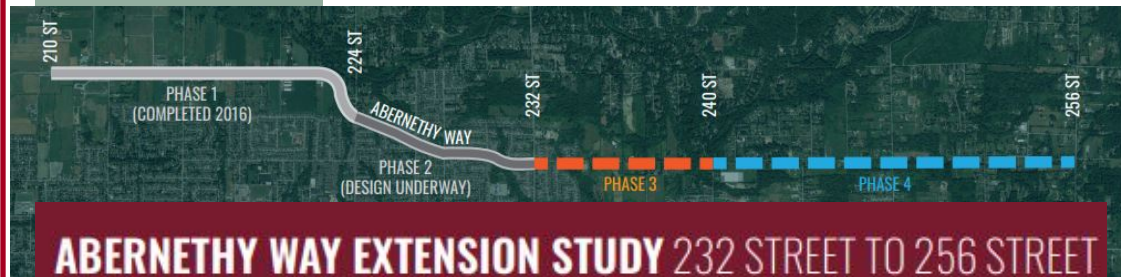 210 ST
224 ST
232 ST
240 ST
256 ST
PHASE 1
(COMPLETED 2016)
ABERNETHY WAY
PHASE 2
(DESIGN UNDERWAY)
PHASE 3
PHASE 4
ABERNETHY WAY EXTENSION STUDY 232 STREET TO 256 STREET